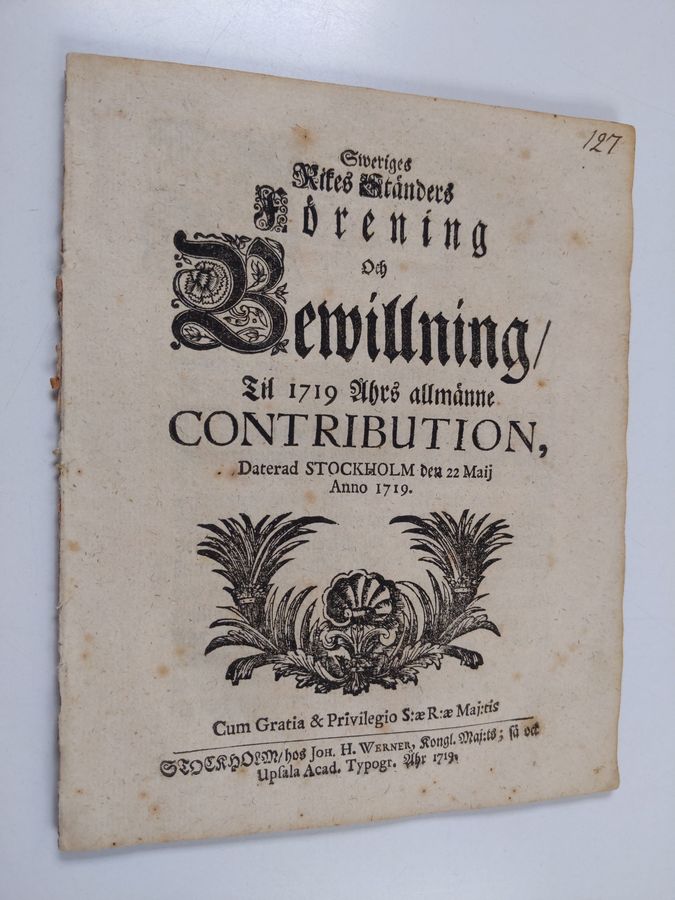 127
Sweriges
Rikes Ständers
Förening
Och
Bewillning/
Til 1719 Åhrs allmänne
CONTRIBUTION,
Daterad STOCKHOLM den 22 Maij
Anno 1719.
Cum Gratia & Privilegio S:æ R:æ Maj:tis
STOCKHOLM/ hos JOH. H. WERNER, Kongl. Maj:ts; så ock
Upſala Acad. Typogr. Åhr 1719.